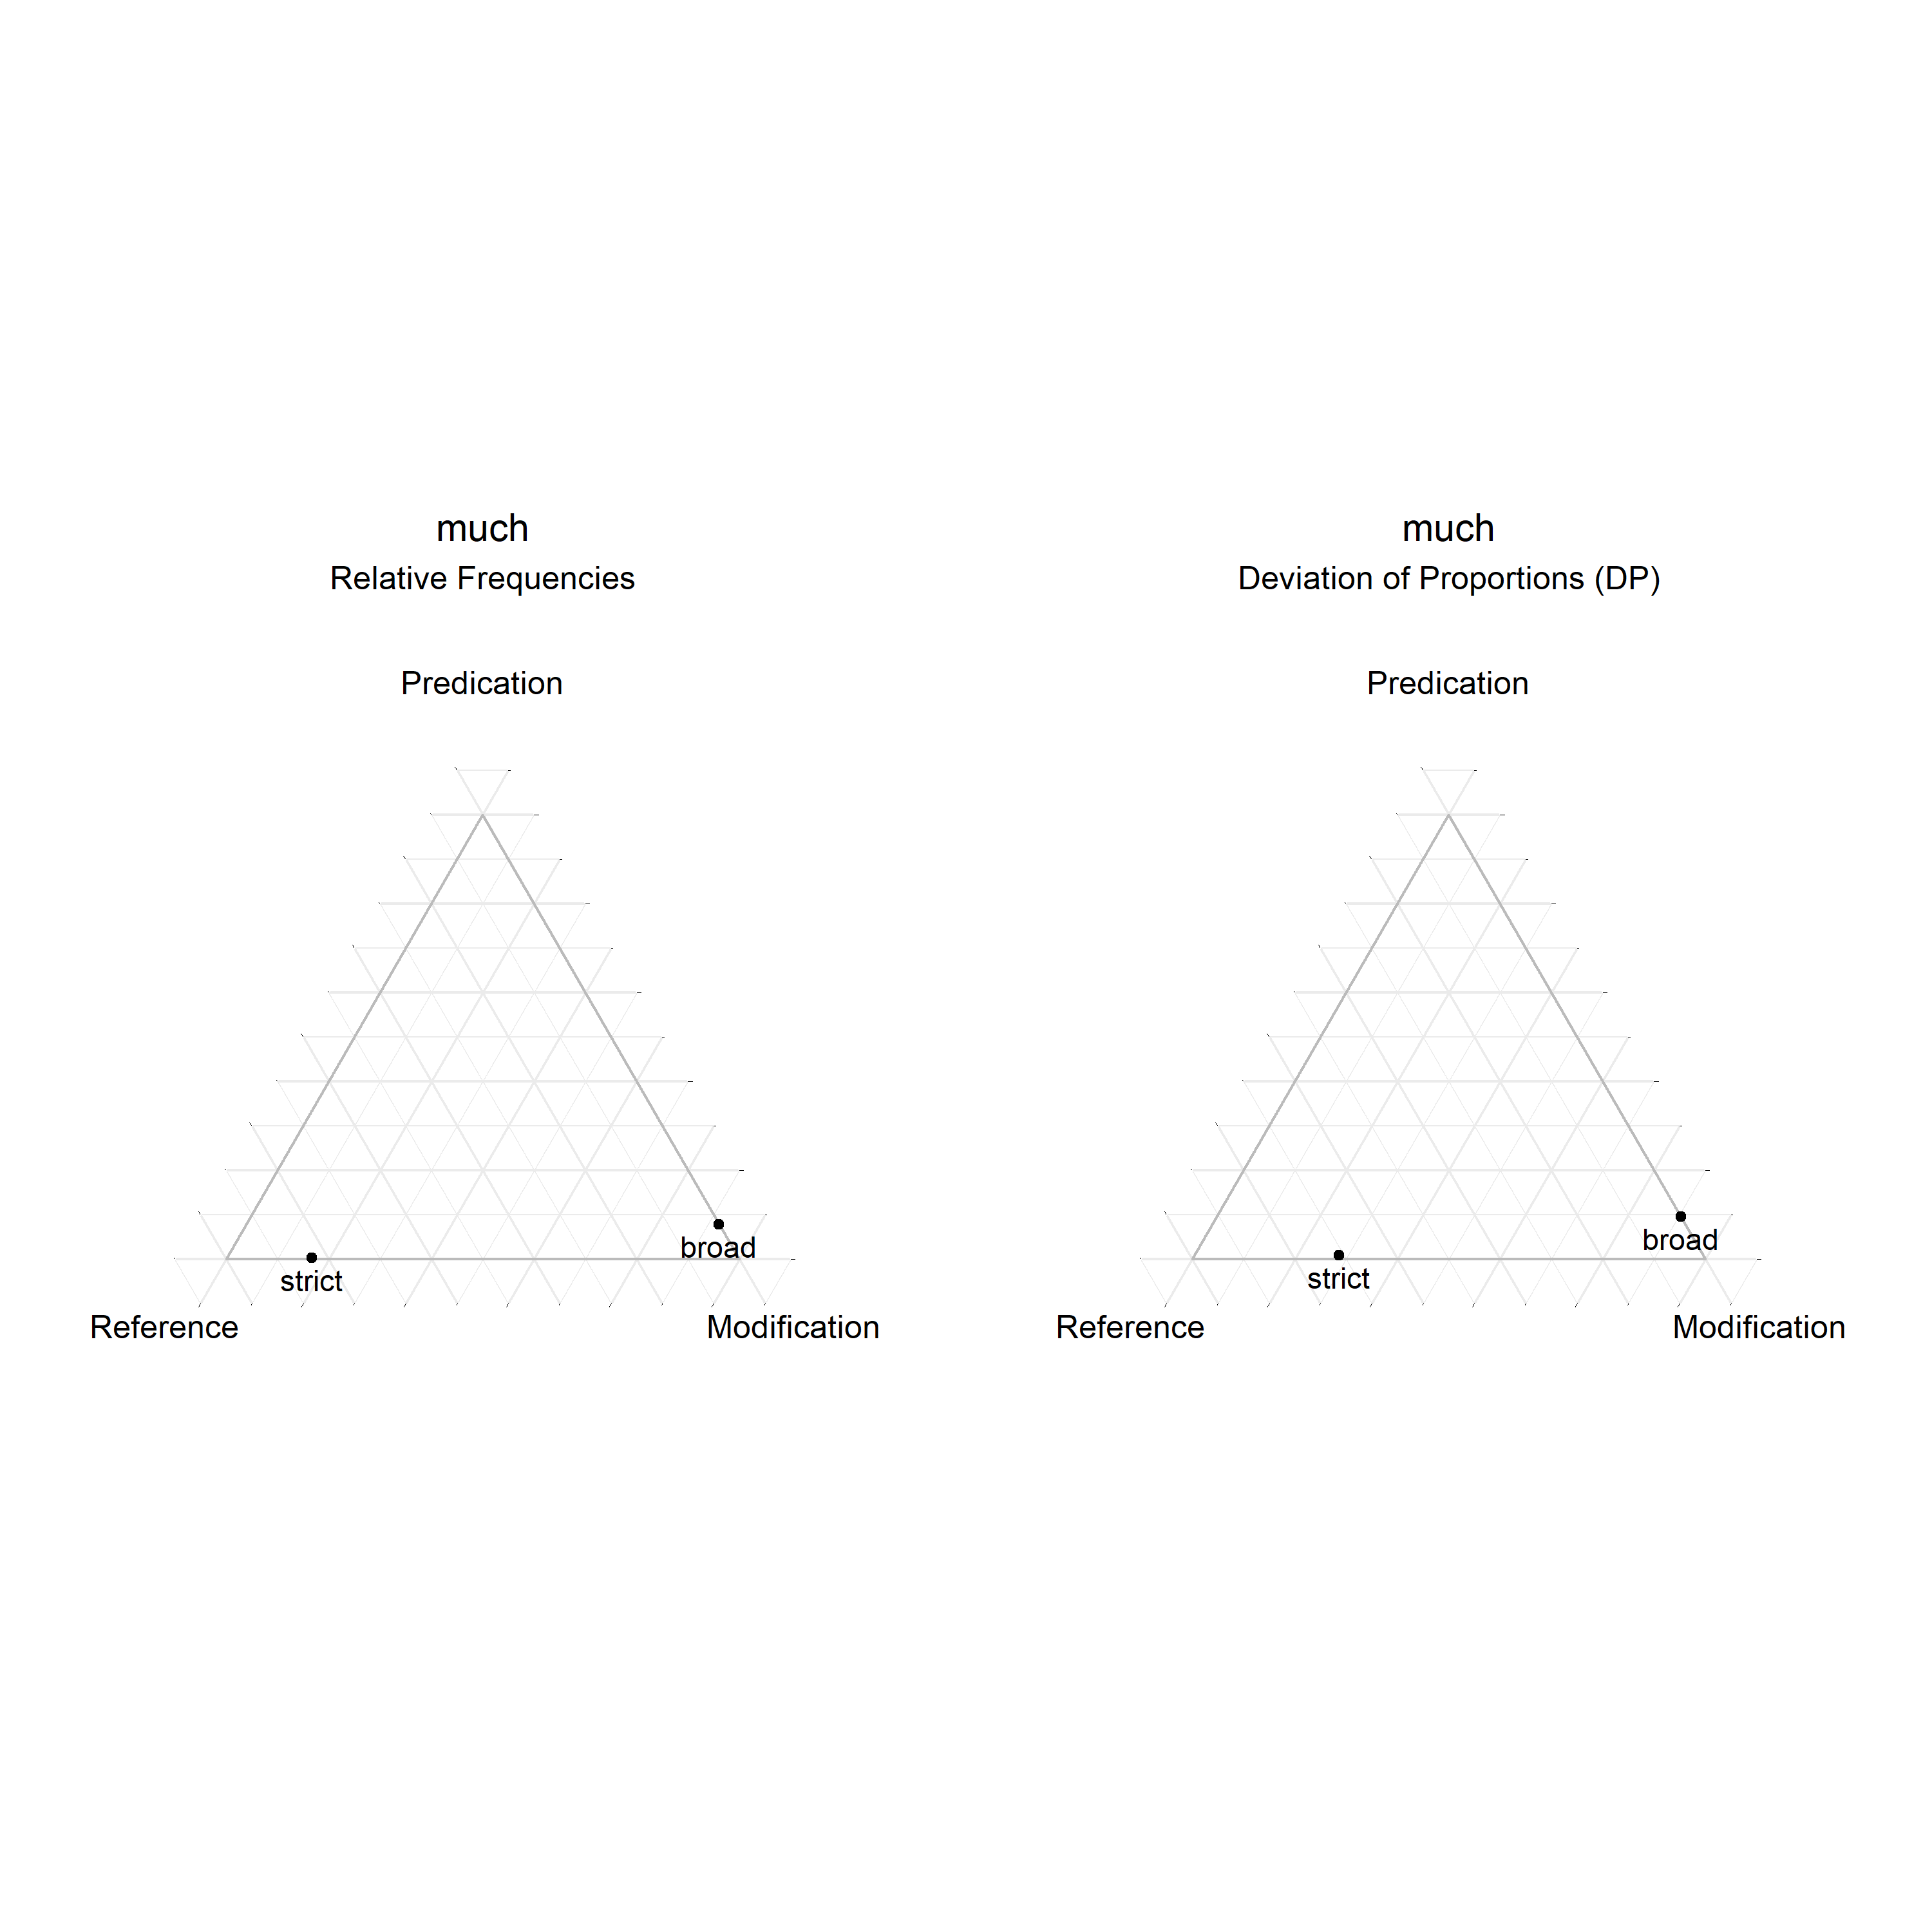 much
Relative Frequencies
Predication
broad
strict
Reference
Modification
much
Deviation of Proportions (DP)
Predication
broad
strict
Reference
Modification